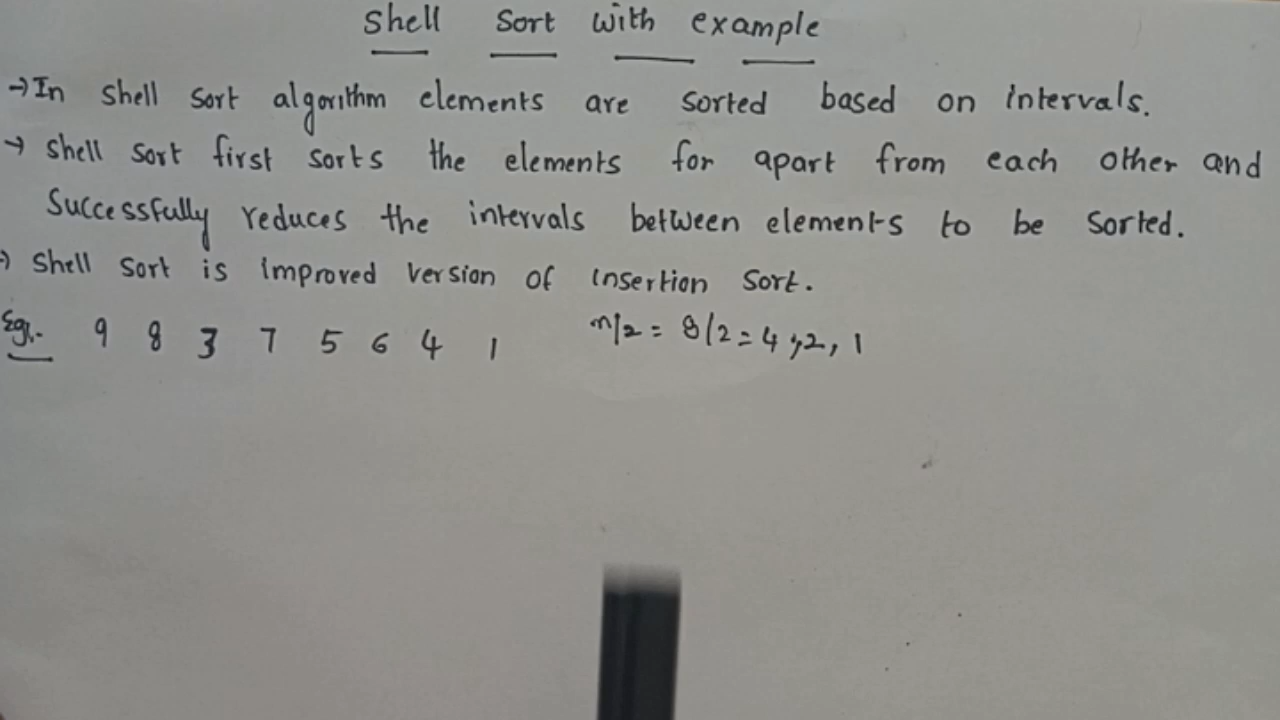 Shell Sort with example
→ In shell sort algorithm elements are sorted based on intervals.
→ shell sort first sorts the elements for apart from each other and
Successfully reduces the intervals between elements to be sorted.
→ shell sort is improved version of insertion sort.
Eg:- 9 8 3 7 5 6 4 1 n/2 = 8/2 = 4, 2, 1